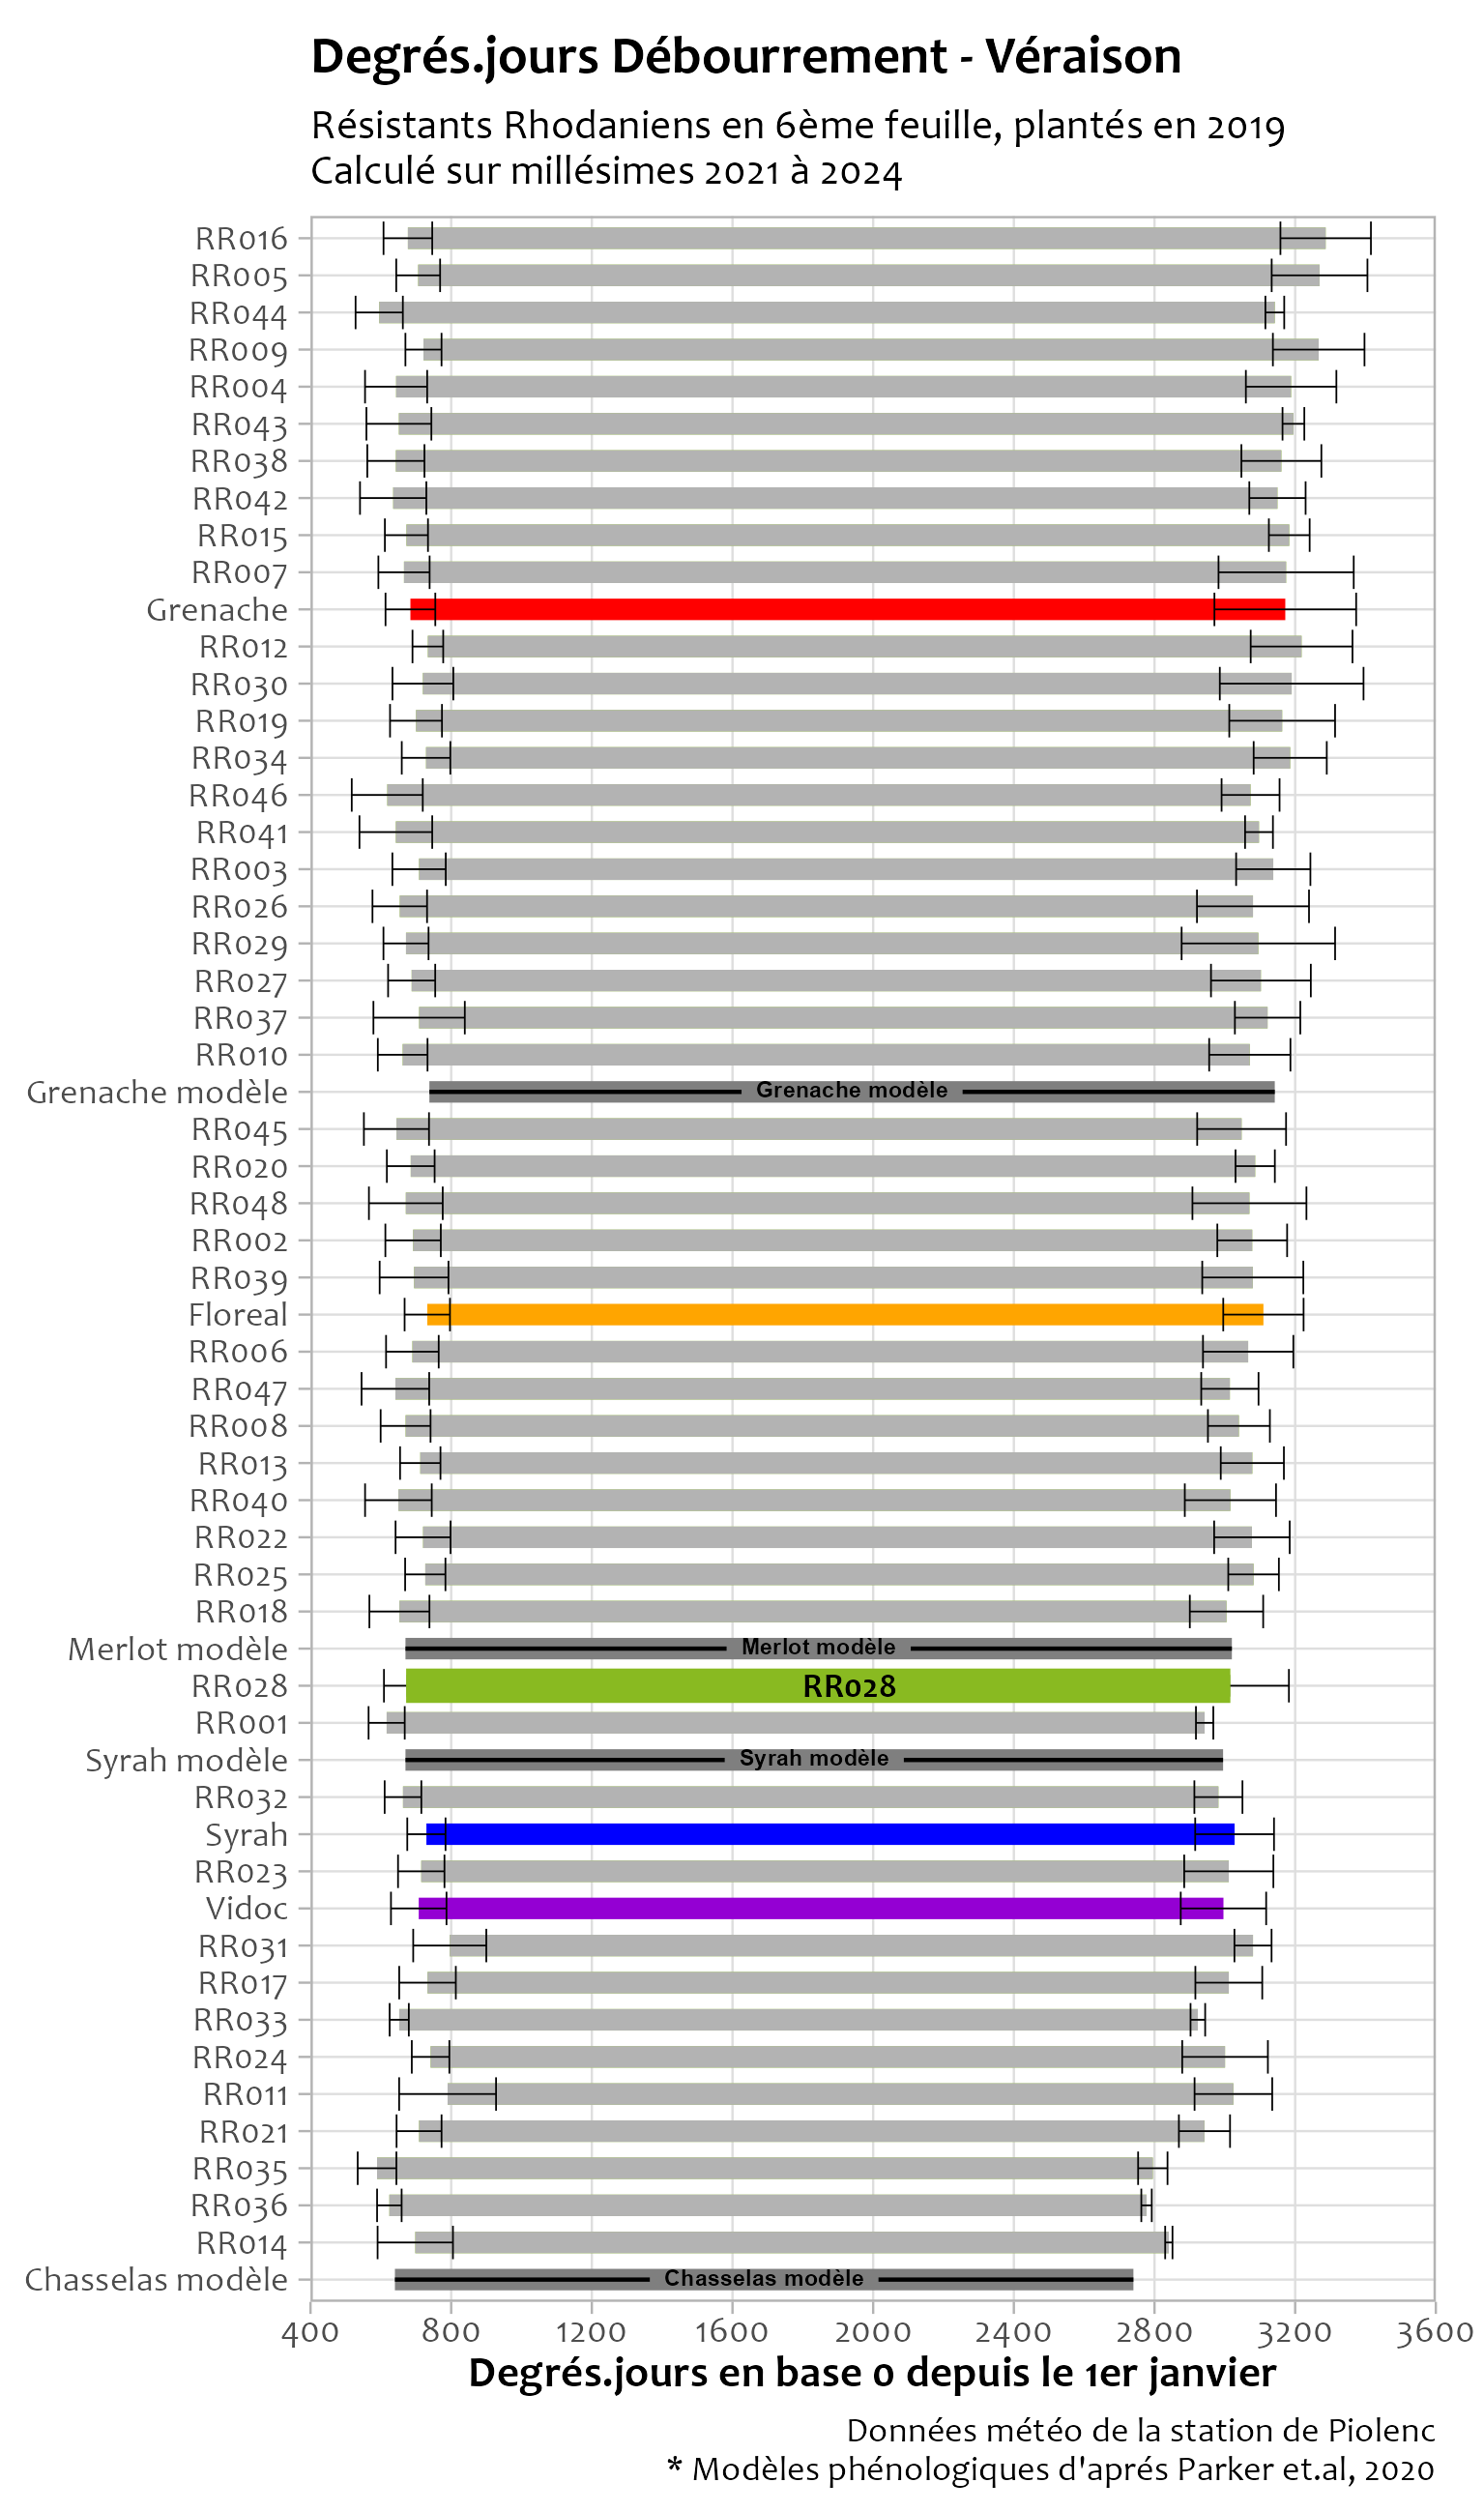 Degrés.jours Débourrement - Véraison
Résistants Rhodaniens en 6ème feuille, plantés en 2019
Calculé sur millésimes 2021 à 2024
RR016
RR005
RR044
RR009
RR004
RR043
RR038
RR042
RR015
RR007
Grenache
RR012
RR030
RR019
RR034
RR046
RR041
RR003
RR026
RR029
RR027
RR037
RR010
Grenache modèle Grenache modèle
RR045
RR020
RR048
RR002
RR039
Floreal
RR006
RR047
RR008
RR013
RR040
RR022
RR025
RR018
Merlot modèle Merlot modèle
RR028 RR028
RR001
Syrah modèle Syrah modèle
RR032
Syrah
RR023
Vidoc
RR031
RR017
RR033
RR024
RR011
RR021
RR035
RR036
RR014
Chasselas modèle Chasselas modèle
400 800 1200 1600 2000 2400 2800 3200 3600
Degrés.jours en base 0 depuis le 1er janvier
Données météo de la station de Piolenc
* Modèles phénologiques d'aprés Parker et.al, 2020